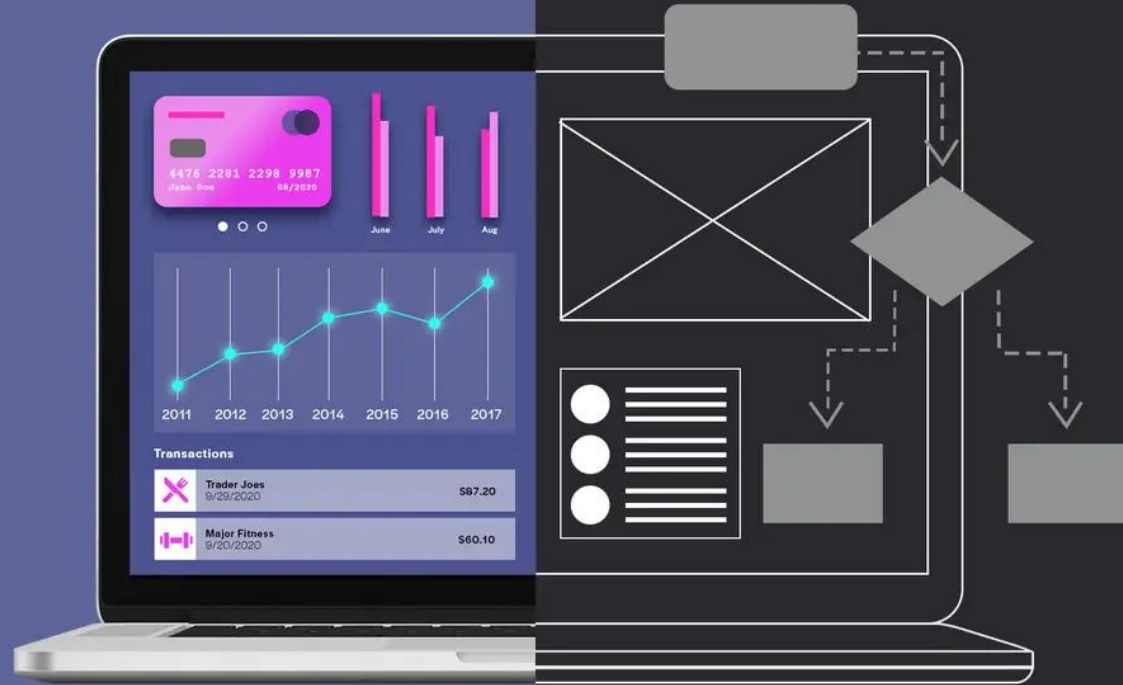 4476 2281 2298 9987
Jane Doe 08/2020
June July Aug
2011 2012 2013 2014 2015 2016 2017
Transactions
Trader Joes
9/29/2020 $87.20
Major Fitness
9/20/2020 $60.10